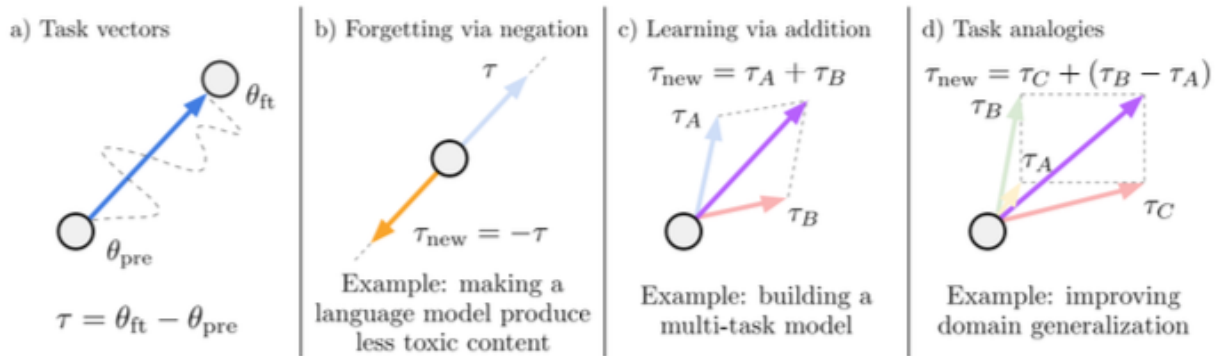 a) Task vectors
θft
θpre
τ = θft − θpre
b) Forgetting via negation
τ
τnew = −τ
Example: making a
language model produce
less toxic content
c) Learning via addition
τnew = τA + τB
τA
τB
Example: building a
multi-task model
d) Task analogies
τnew = τC + (τB − τA)
τB
τA
τC
Example: improving
domain generalization